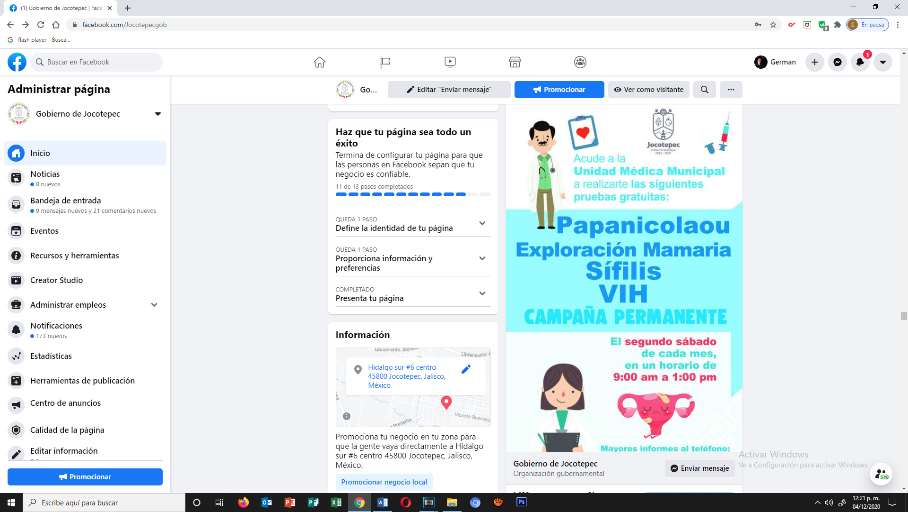 (1) Gobierno de Jocotepec | face
facebook.com/Jocotepecgob
En pausa
flash player - Busca...
Buscar en Facebook
German
Administrar página
Gobierno de Jocotepec
Inicio
Noticias
8 nuevos
Bandeja de entrada
9 mensajes nuevos y 21 comentarios nuevos
Eventos
Recursos y herramientas
Creator Studio
Administrar empleos
Notificaciones
173 nuevos
Estadísticas
Herramientas de publicación
Centro de anuncios
Calidad de la página
Editar información
Promocionar
Go...
Editar "Enviar mensaje"
Promocionar
Ver como visitante
Haz que tu página sea todo un
éxito
Termina de configurar tu página para que
las personas en Facebook sepan que tu
negocio es confiable.
11 de 13 pasos completados
QUEDA 1 PASO
Define la identidad de tu página
QUEDA 1 PASO
Proporciona información y
preferencias
COMPLETADO
Presenta tu página
Información
Hidalgo sur #6 centro
45800 Jocotepec, Jalisco,
México
Promociona tu negocio en tu zona para
que la gente vaya directamente a Hidalgo
sur #6 centro 45800 Jocotepec, Jalisco,
México.
Promocionar negocio local
Jocotepec
Acude a la
Unidad Médica Municipal
a realizarte las siguientes
pruebas gratuitas:
Papanicolaou
Exploración Mamaria
Sífilis
VIH
CAMPAÑA PERMANENTE
El segundo sábado
de cada mes,
en un horario de
9:00 am a 1:00 pm
Mayores informes al teléfono:
Gobierno de Jocotepec
Organización gubernamental
Enviar mensaje
Activar Windows
Ve a Configuración para activar Windows.
Escribe aquí para buscar
12:21 p. m.
04/12/2020